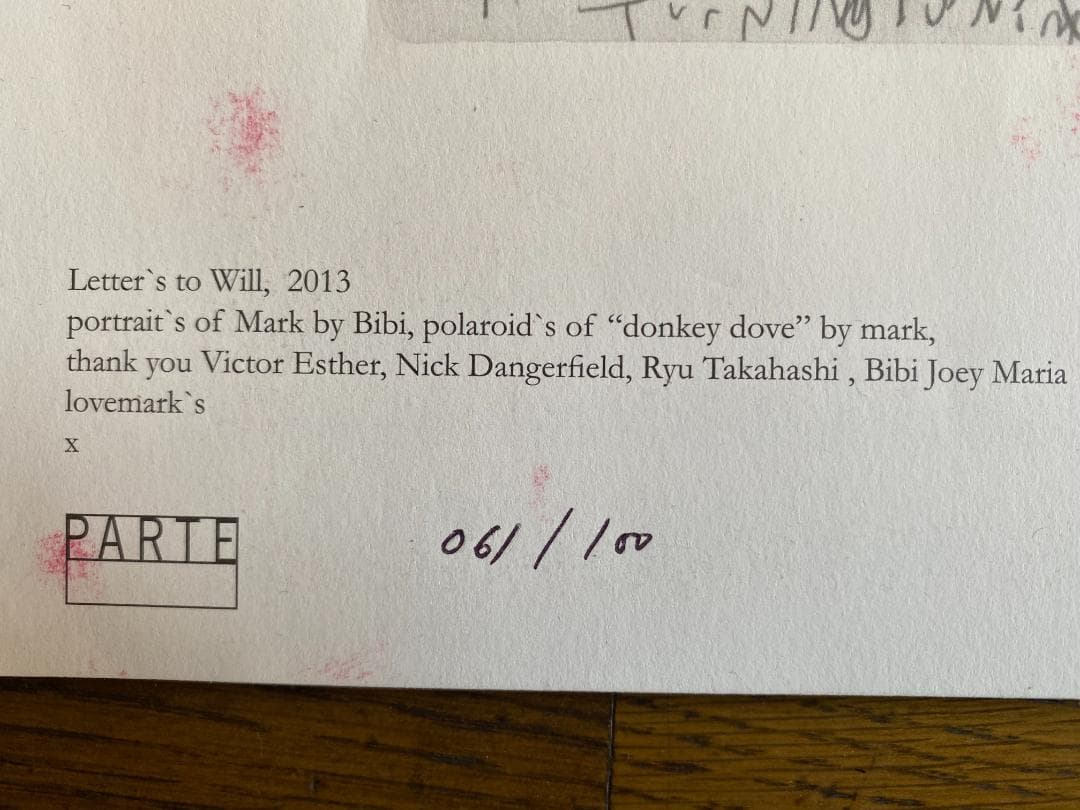 TurNINg
Letter`s to Will,  2013
portrait`s of Mark by Bibi, polaroid`s of “donkey dove” by mark,
thank you Victor Esther, Nick Dangerfield, Ryu Takahashi , Bibi Joey Maria
lovemark`s
x
PARTE
061 / 100